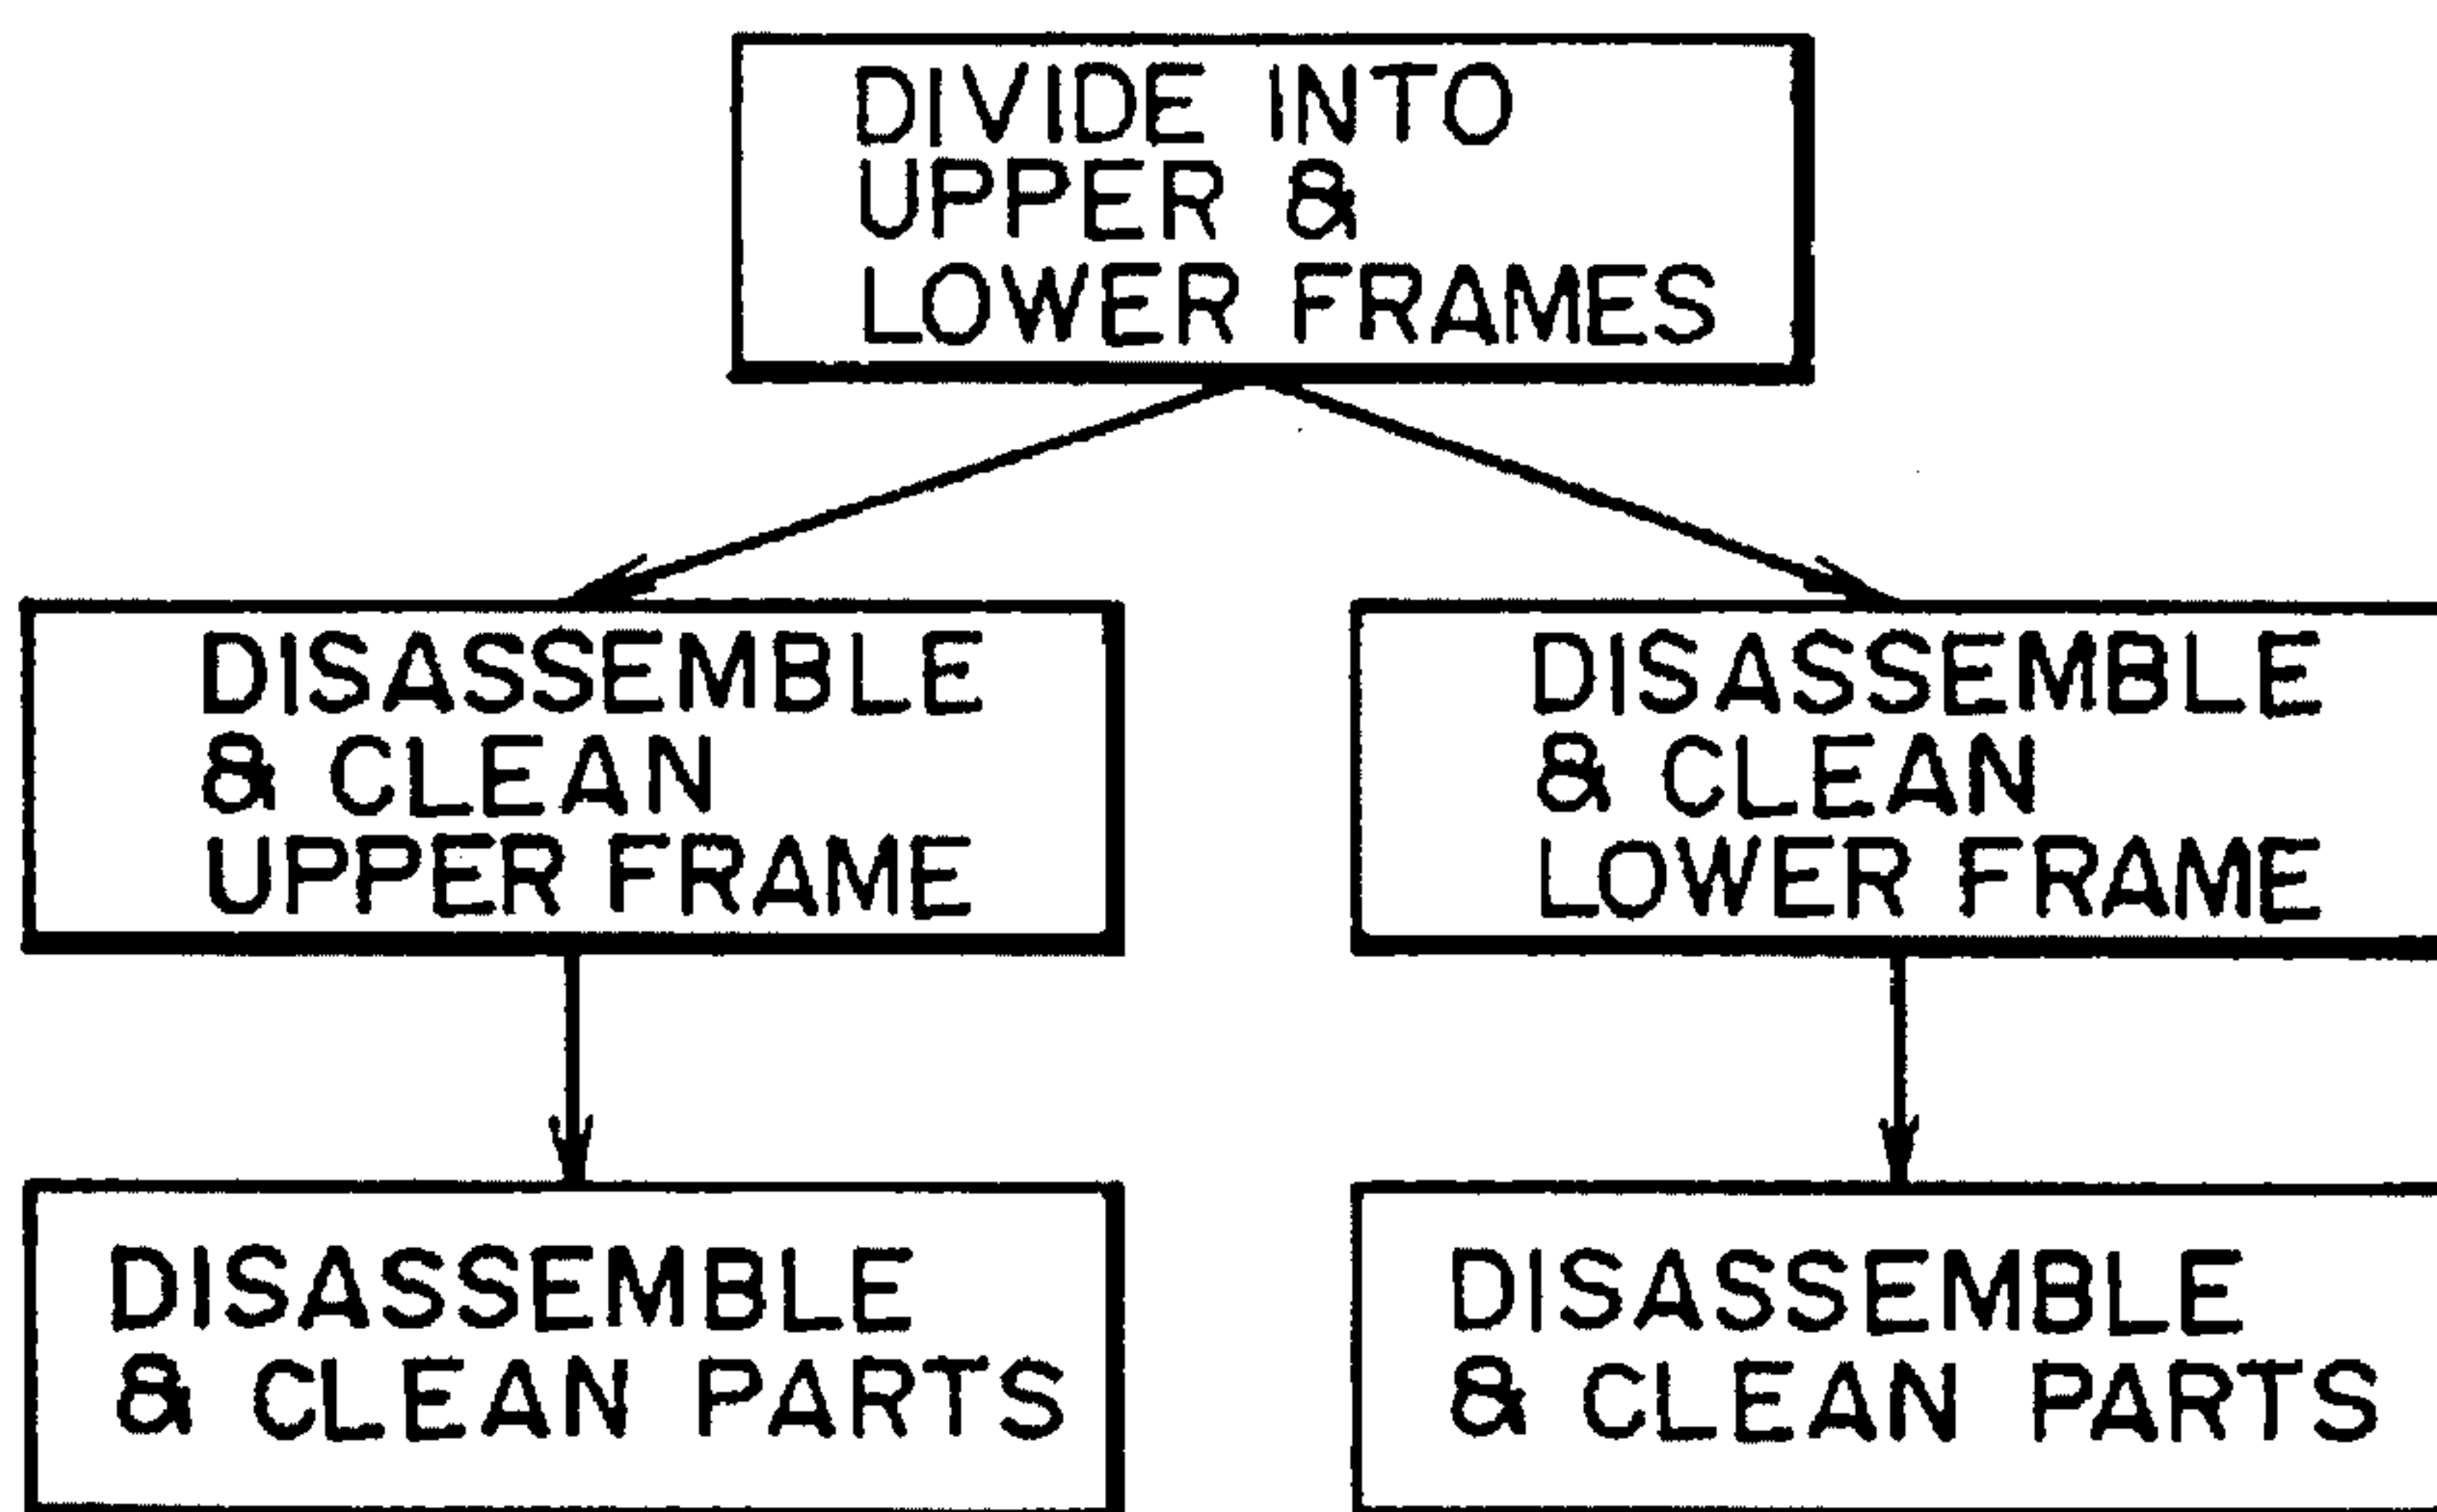 DIVIDE INTO
UPPER &
LOWER FRAMES
DISASSEMBLE
& CLEAN
UPPER FRAME
DISASSEMBLE
& CLEAN
LOWER FRAME
DISASSEMBLE
& CLEAN PARTS
DISASSEMBLE
& CLEAN PARTS